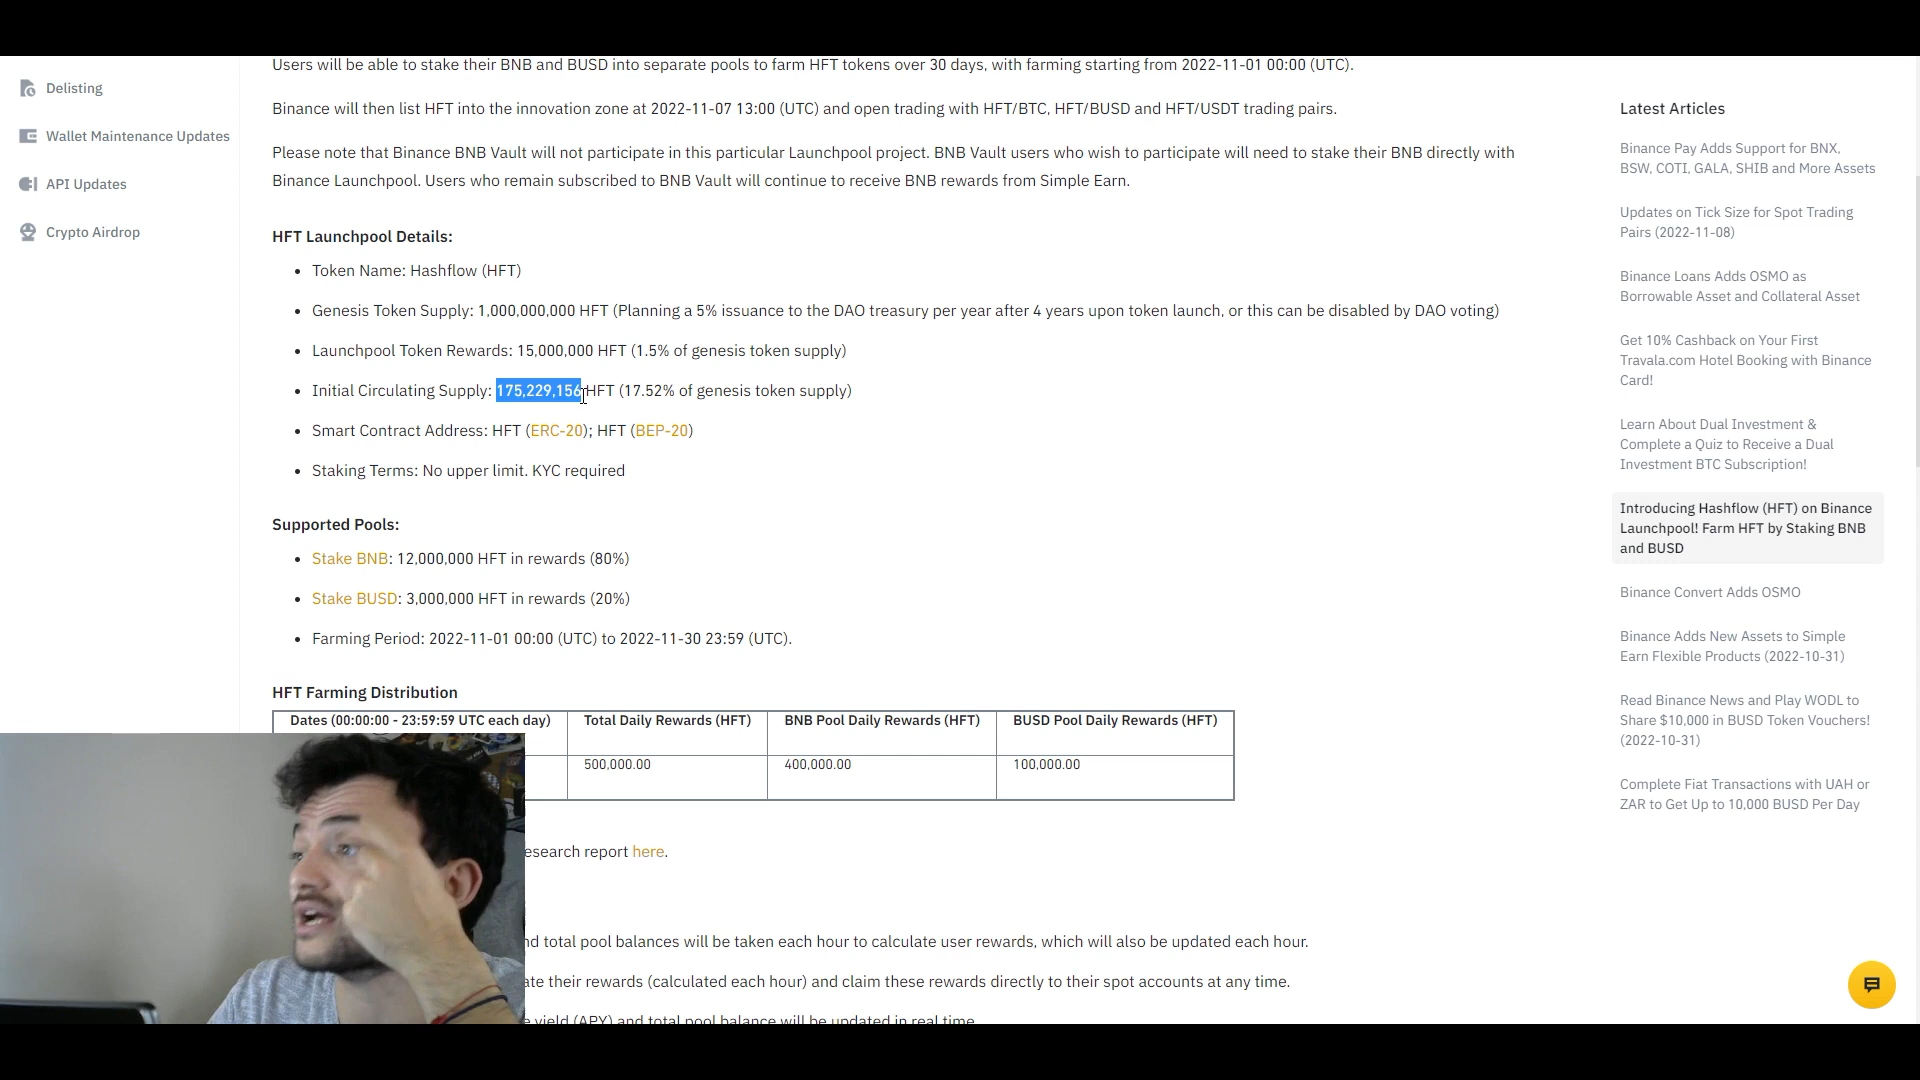 Delisting
Wallet Maintenance Updates
API Updates
Crypto Airdrop
Users will be able to stake their BNB and BUSD into separate pools to farm HFT tokens over 30 days, with farming starting from 2022-11-01 00:00 (UTC).
Binance will then list HFT into the innovation zone at 2022-11-07 13:00 (UTC) and open trading with HFT/BTC, HFT/BUSD and HFT/USDT trading pairs.
Please note that Binance BNB Vault will not participate in this particular Launchpool project. BNB Vault users who wish to participate will need to stake their BNB directly with
Binance Launchpool. Users who remain subscribed to BNB Vault will continue to receive BNB rewards from Simple Earn.
HFT Launchpool Details:
• Token Name: Hashflow (HFT)
• Genesis Token Supply: 1,000,000,000 HFT (Planning a 5% issuance to the DAO treasury per year after 4 years upon token launch, or this can be disabled by DAO voting)
• Launchpool Token Rewards: 15,000,000 HFT (1.5% of genesis token supply)
• Initial Circulating Supply: 175,229,156 HFT (17.52% of genesis token supply)
• Smart Contract Address: HFT (ERC-20); HFT (BEP-20)
• Staking Terms: No upper limit. KYC required
Supported Pools:
• Stake BNB: 12,000,000 HFT in rewards (80%)
• Stake BUSD: 3,000,000 HFT in rewards (20%)
• Farming Period: 2022-11-01 00:00 (UTC) to 2022-11-30 23:59 (UTC).
HFT Farming Distribution
Dates (00:00:00 - 23:59:59 UTC each day) Total Daily Rewards (HFT) BNB Pool Daily Rewards (HFT) BUSD Pool Daily Rewards (HFT)
500,000.00 400,000.00 100,000.00
esearch report here.
nd total pool balances will be taken each hour to calculate user rewards, which will also be updated each hour.
ate their rewards (calculated each hour) and claim these rewards directly to their spot accounts at any time.
e yield (APY) and total pool balance will be updated in real time.
Latest Articles
Binance Pay Adds Support for BNX,
BSW, COTI, GALA, SHIB and More Assets
Updates on Tick Size for Spot Trading
Pairs (2022-11-08)
Binance Loans Adds OSMO as
Borrowable Asset and Collateral Asset
Get 10% Cashback on Your First
Travala.com Hotel Booking with Binance
Card!
Learn About Dual Investment &
Complete a Quiz to Receive a Dual
Investment BTC Subscription!
Introducing Hashflow (HFT) on Binance
Launchpool! Farm HFT by Staking BNB
and BUSD
Binance Convert Adds OSMO
Binance Adds New Assets to Simple
Earn Flexible Products (2022-10-31)
Read Binance News and Play WODL to
Share $10,000 in BUSD Token Vouchers!
(2022-10-31)
Complete Fiat Transactions with UAH or
ZAR to Get Up to 10,000 BUSD Per Day